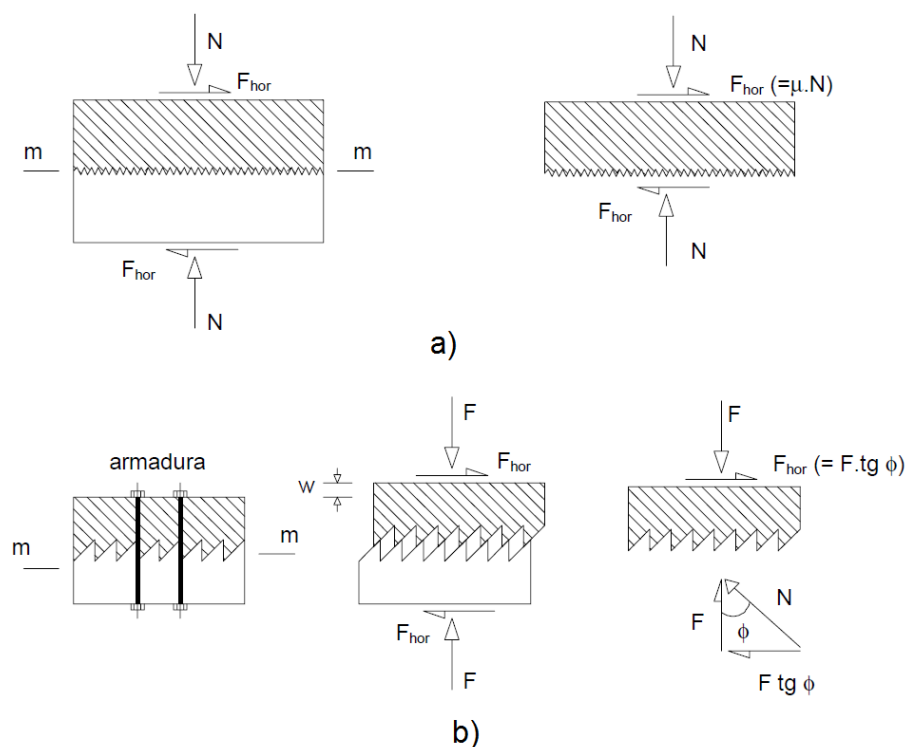 N
F_hor
m
m
F_hor
N
N
F_hor (=μ.N)
F_hor
N
a)
armadura
m
m
F
F_hor
W
F_hor
F
F
F_hor (= F.tg ϕ)
F
N
ϕ
F tg ϕ
b)